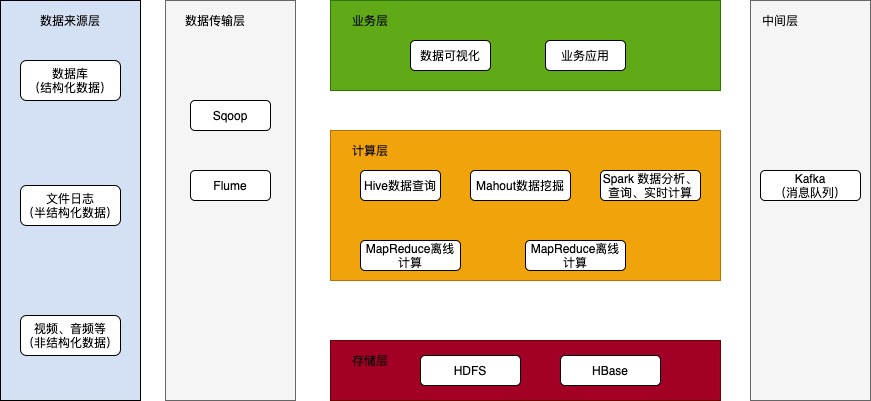 数据来源层
数据库
（结构化数据）
文件日志
（半结构化数据）
视频、音频等
（非结构化数据）
数据传输层
Sqoop
Flume
业务层
数据可视化
业务应用
计算层
Hive数据查询
Mahout数据挖掘
Spark 数据分析、
查询、实时计算
MapReduce离线
计算
MapReduce离线
计算
存储层
HDFS
HBase
中间层
Kafka
（消息队列）